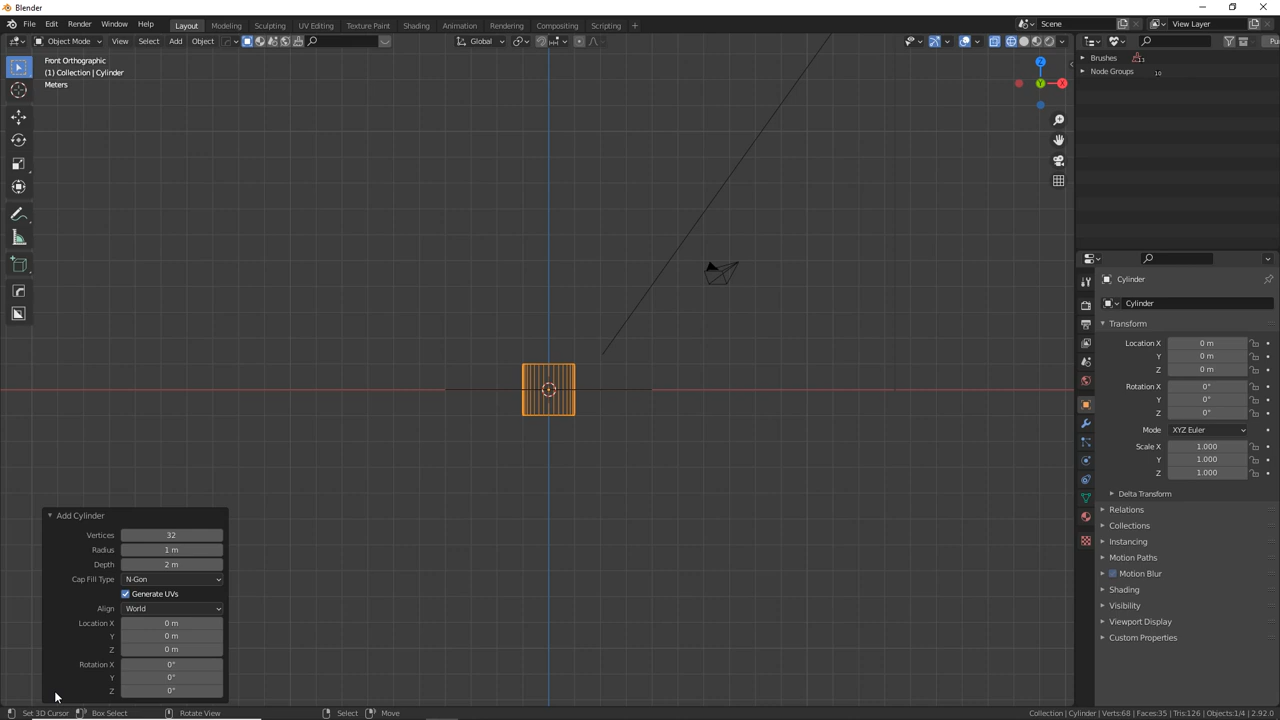 Blender
File Edit Render Window Help Layout Modeling Sculpting UV Editing Texture Paint Shading Animation Rendering Compositing Scripting + Scene View Layer
Object Mode View Select Add Object Global Pu
Front Orthographic
(1) Collection | Cylinder
Meters
Z
Y
X
Brushes
Node Groups 10
Cylinder
Cylinder
Transform
Location X 0 m
Y 0 m
Z 0 m
Rotation X 0°
Y 0°
Z 0°
Mode XYZ Euler
Scale X 1.000
Y 1.000
Z 1.000
Delta Transform
Relations
Collections
Instancing
Motion Paths
Motion Blur
Shading
Visibility
Viewport Display
Custom Properties
Add Cylinder
Vertices 32
Radius 1 m
Depth 2 m
Cap Fill Type N-Gon
Generate UVs
Align World
Location X 0 m
Y 0 m
Z 0 m
Rotation X 0°
Y 0°
Z 0°
Set 3D Cursor Box Select Rotate View Select Move Collection | Cylinder | Verts:68 | Faces:35 | Tris:126 | Objects:1/4 | 2.92.0